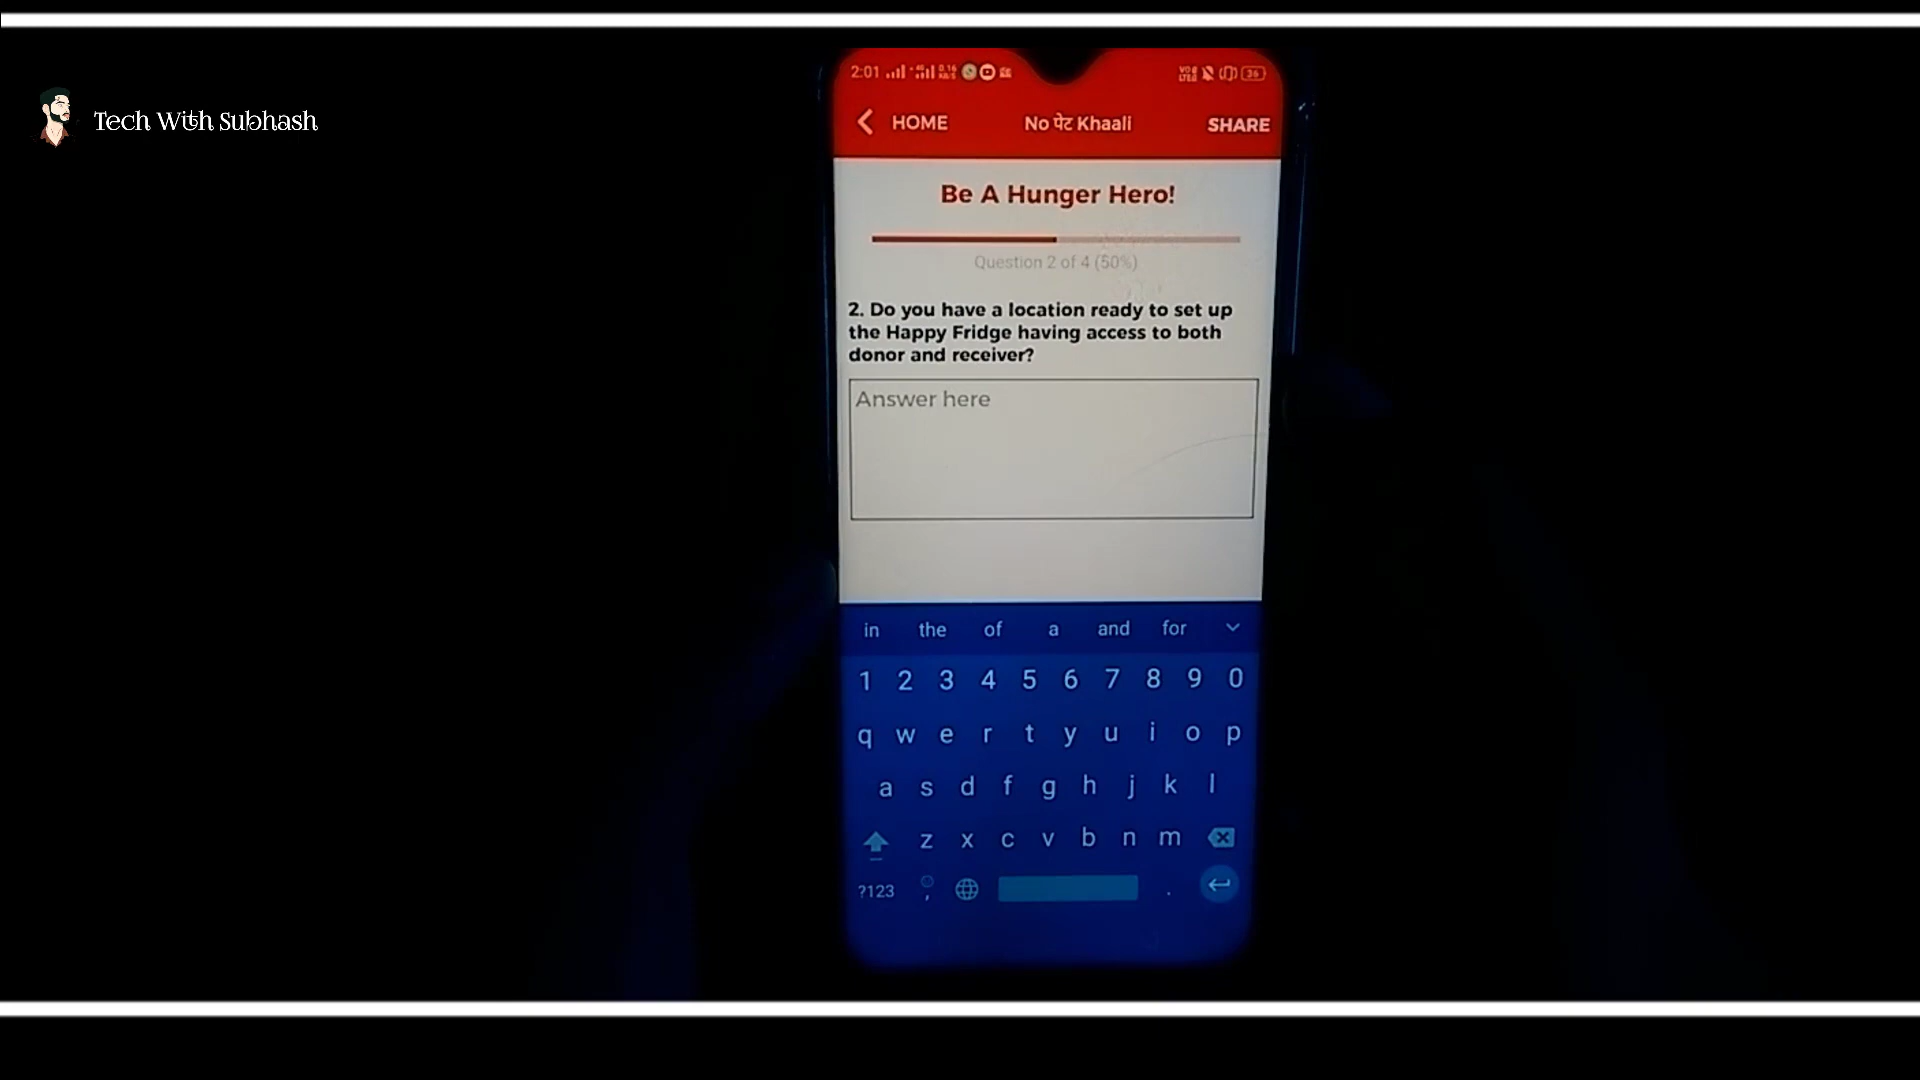 Tech With Subhash
2:01
VoLTE 36
HOME No पेट Khaali SHARE
Be A Hunger Hero!
Question 2 of 4 (50%)
2. Do you have a location ready to set up
the Happy Fridge having access to both
donor and receiver?
Answer here
in the of a and for
1 2 3 4 5 6 7 8 9 0
q w e r t y u i o p
a s d f g h j k l
z x c v b n m
?123 , .